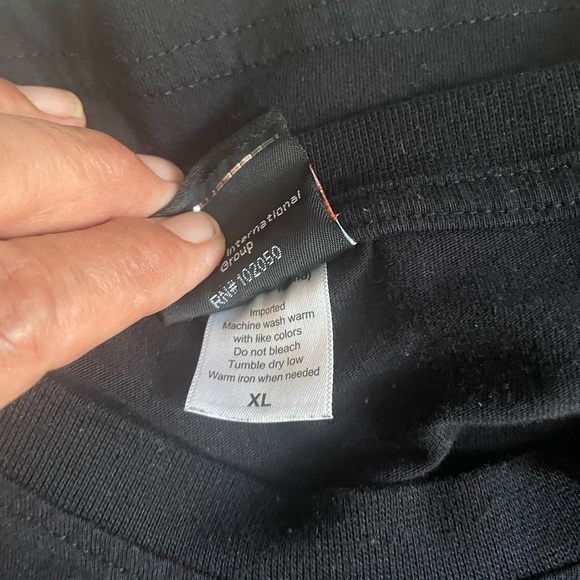 International
Group
RN#102050
Imported
Machine wash warm
with like colors
Do not bleach
Tumble dry low
Warm iron when needed
XL